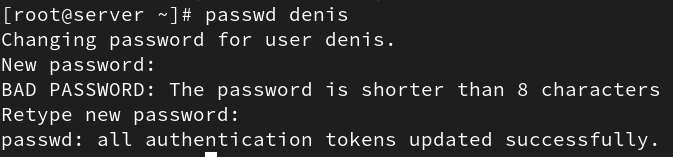 [root@server ~]# passwd denis
Changing password for user denis.
New password:
BAD PASSWORD: The password is shorter than 8 characters
Retype new password:
passwd: all authentication tokens updated successfully.